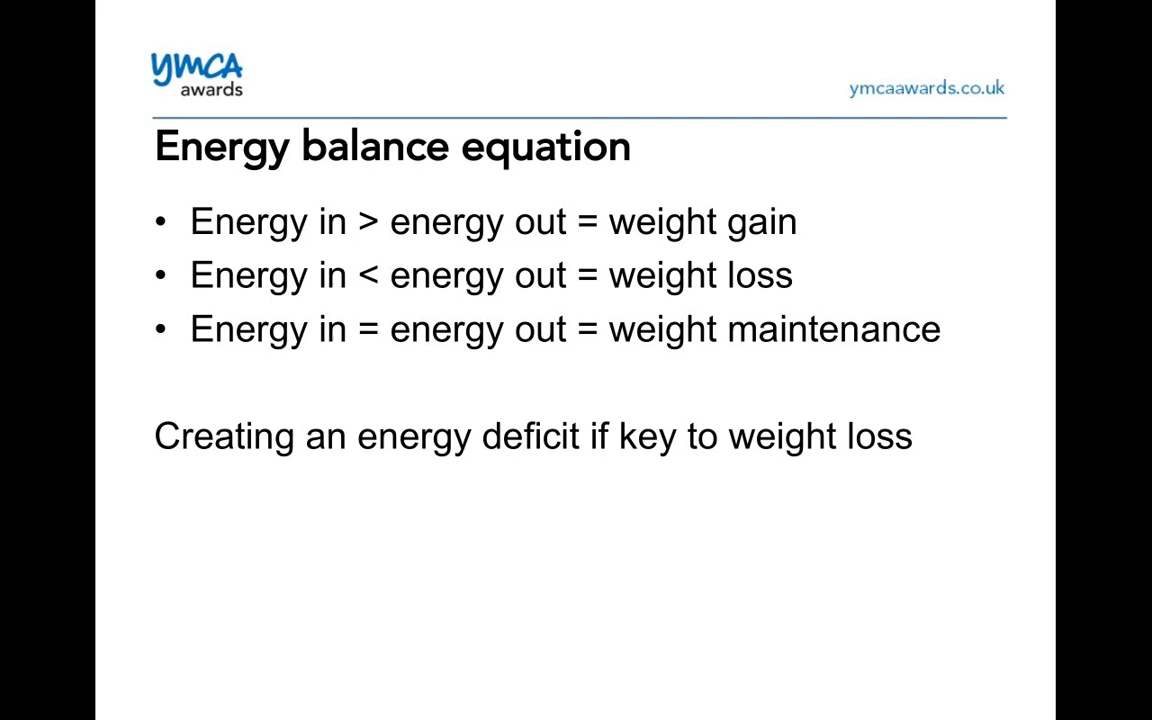 ymca
awards
ymcaawards.co.uk
Energy balance equation
• Energy in > energy out = weight gain
• Energy in < energy out = weight loss
• Energy in = energy out = weight maintenance
Creating an energy deficit if key to weight loss